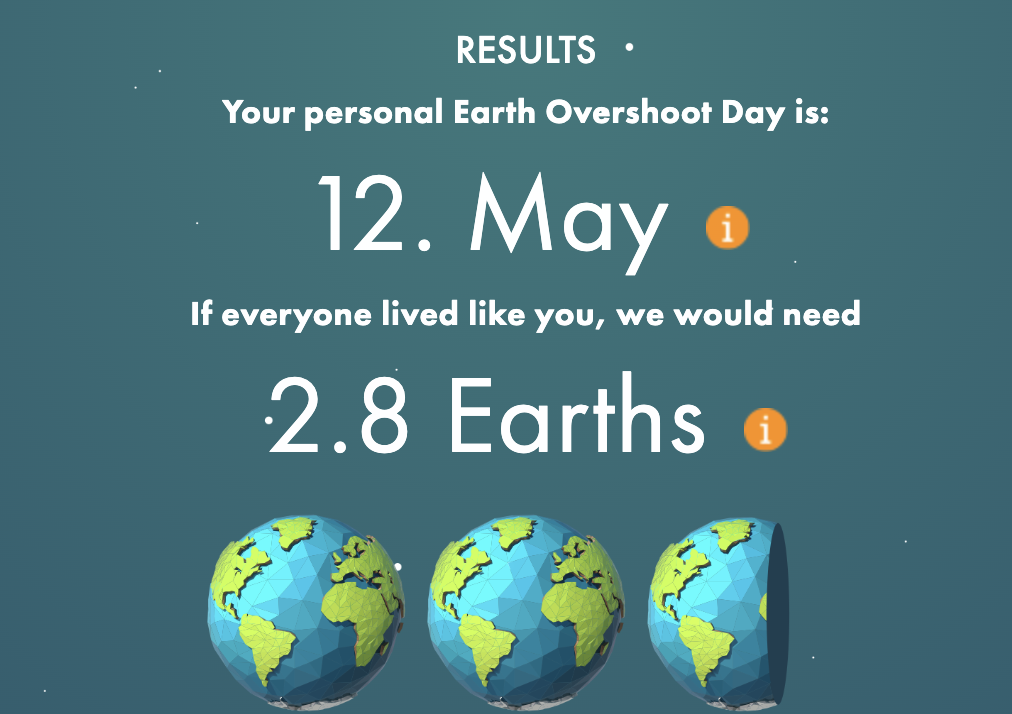 RESULTS
Your personal Earth Overshoot Day is:
12. May i
If everyone lived like you, we would need
2.8 Earths i